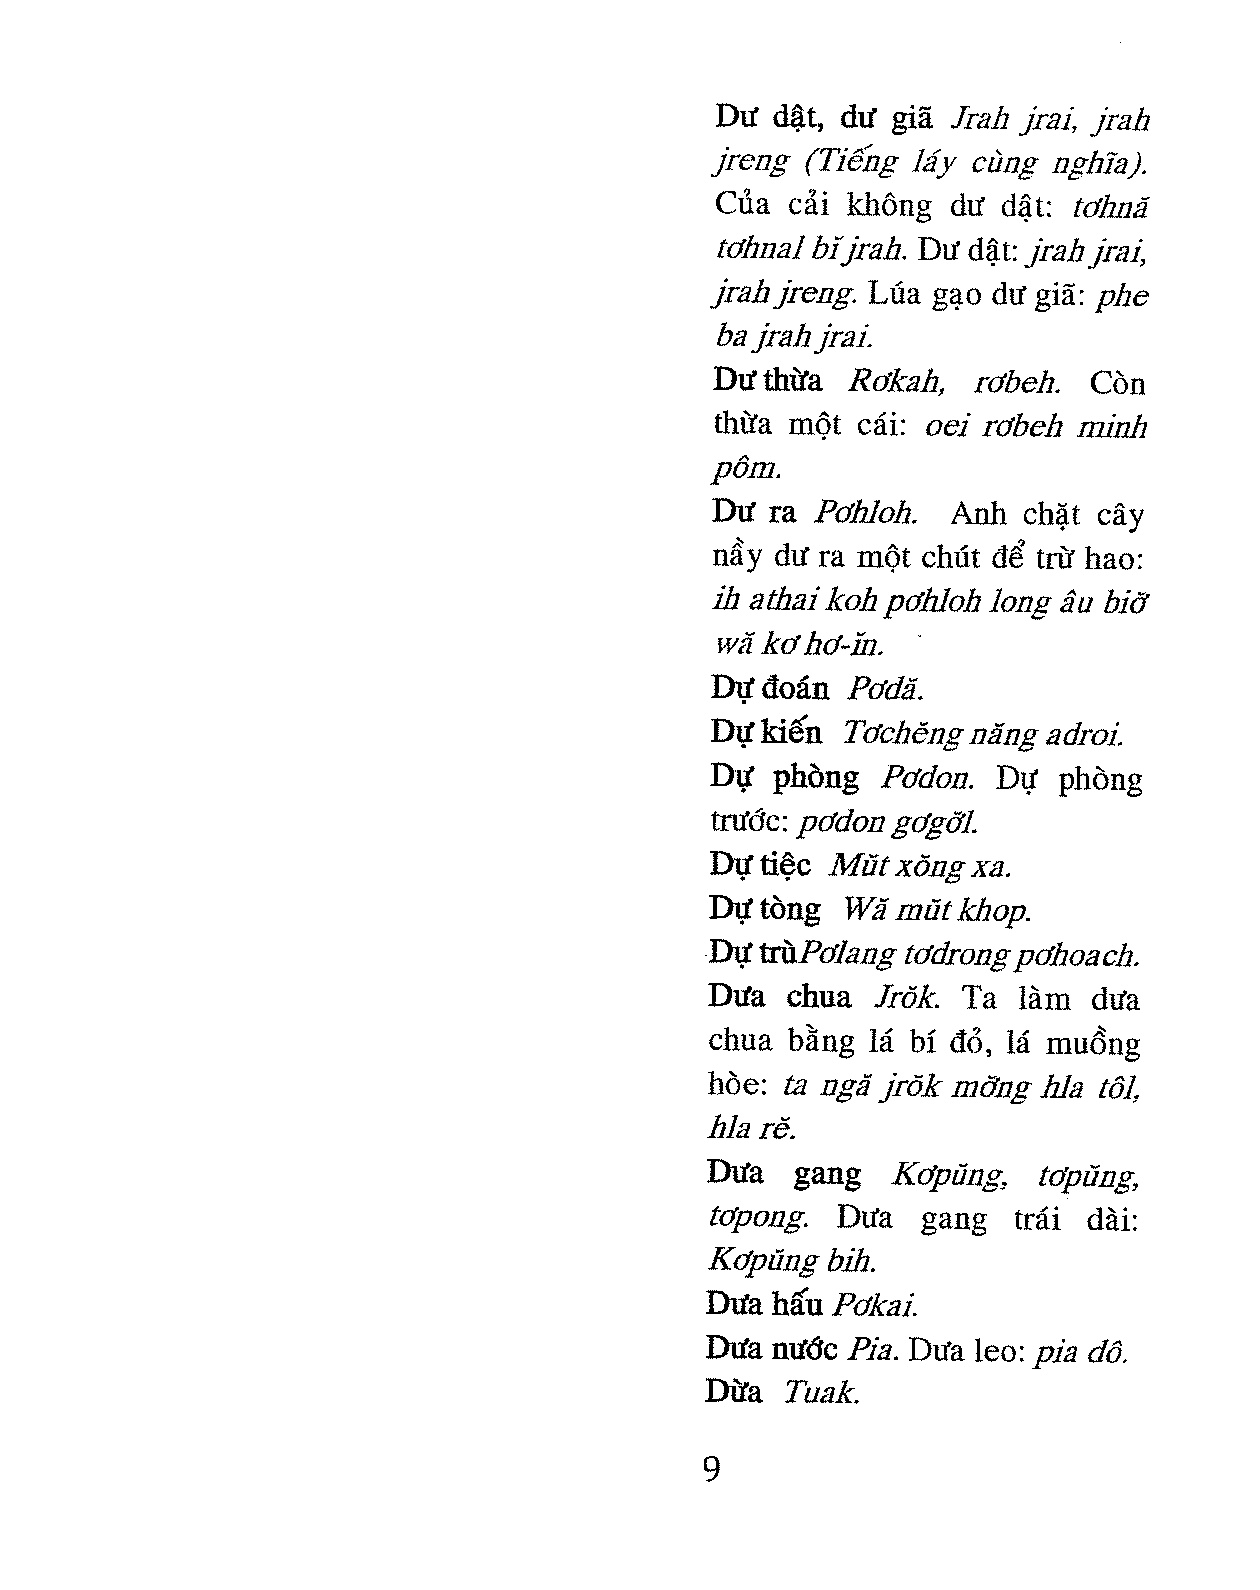 Dư dật, dư giã Jrah jrai, jrah
jreng (Tiếng láy cùng nghĩa).
Của cải không dư dật: tơhnă
tơhnal bĭ jrah. Dư dật: jrah jrai,
jrah jreng. Lúa gạo dư giã: phe
ba jrah jrai.
Dư thừa Rơkah, rơbeh. Còn
thừa một cái: oei rơbeh minh
pôm.
Dư ra Pơhloh. Anh chặt cây
nầy dư ra một chút để trừ hao:
ih athai koh pơhloh long âu biơ̆
wă kơ hơ-ĭn.
Dự đoán Pơdă.
Dự kiến Tơchĕng năng adroi.
Dự phòng Pơdon. Dự phòng
trước: pơdon gơgơ̆l.
Dự tiệc Mŭt xŏng xa.
Dự tòng Wă mŭt khop.
Dự trù Pơlang tơdrong pơhoach.
Dưa chua Jrŏk. Ta làm dưa
chua bằng lá bí đỏ, lá muồng
hòe: ta ngă jrŏk mơ̆ng hla tôl,
hla rĕ.
Dưa gang Kơpŭng, tơpŭng,
tơpong. Dưa gang trái dài:
Kơpŭng bih.
Dưa hấu Pơkai.
Dưa nước Pia. Dưa leo: pia dô.
Dừa Tuak.
9